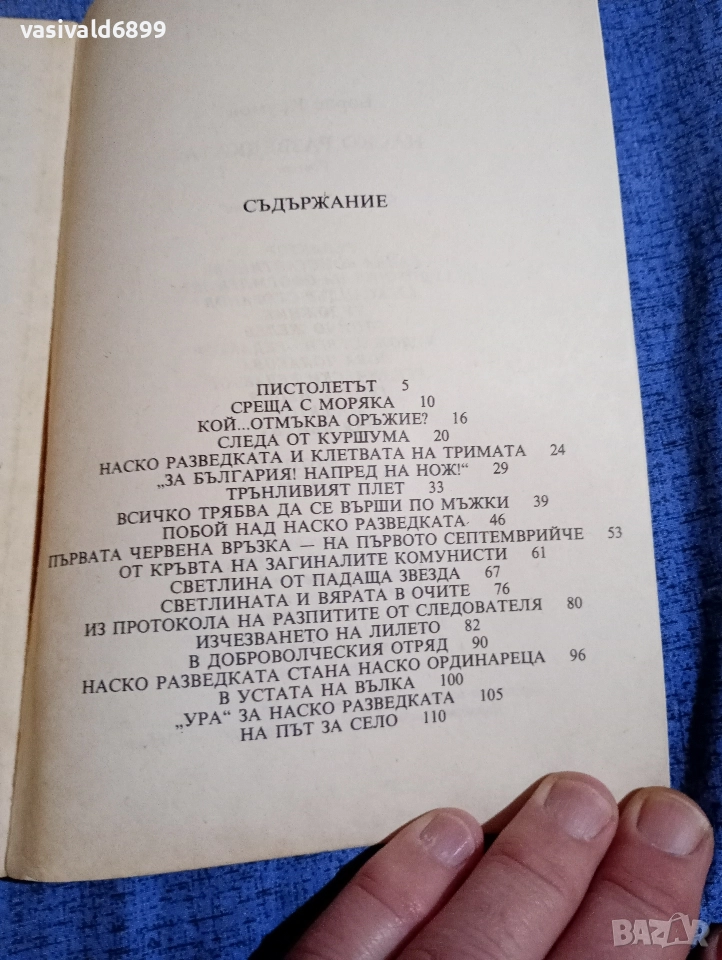 vasivald6899
СЪДЪРЖАНИЕ
ПИСТОЛЕТЪТ 5
СРЕЩА С МОРЯКА 10
КОЙ...ОТМЪКВА ОРЪЖИЕ? 16
СЛЕДА ОТ КУРШУМА 20
НАСКО РАЗВЕДКАТА И КЛЕТВАТА НА ТРИМАТА 24
„ЗА БЪЛГАРИЯ! НАПРЕД НА НОЖ!“ 29
ТРЪНЛИВИЯТ ПЛЕТ 33
ВСИЧКО ТРЯБВА ДА СЕ ВЪРШИ ПО МЪЖКИ 39
ПОБОЙ НАД НАСКО РАЗВЕДКАТА 46
ПЪРВАТА ЧЕРВЕНА ВРЪЗКА — НА ПЪРВОТО СЕПТЕМВРИЙЧЕ 53
ОТ КРЪВТА НА ЗАГИНАЛИТЕ КОМУНИСТИ 61
СВЕТЛИНА ОТ ПАДАЩА ЗВЕЗДА 67
СВЕТЛИНАТА И ВЯРАТА В ОЧИТЕ 76
ИЗ ПРОТОКОЛА НА РАЗПИТИТЕ ОТ СЛЕДОВАТЕЛЯ 80
ИЗЧЕЗВАНЕТО НА ЛИЛЕТО 82
В ДОБРОВОЛЧЕСКИЯ ОТРЯД 90
НАСКО РАЗВЕДКАТА СТАНА НАСКО ОРДИНАРЕЦА 96
В УСТАТА НА ВЪЛКА 100
„УРА“ ЗА НАСКО РАЗВЕДКАТА 105
НА ПЪТ ЗА СЕЛО 110
BAZAR